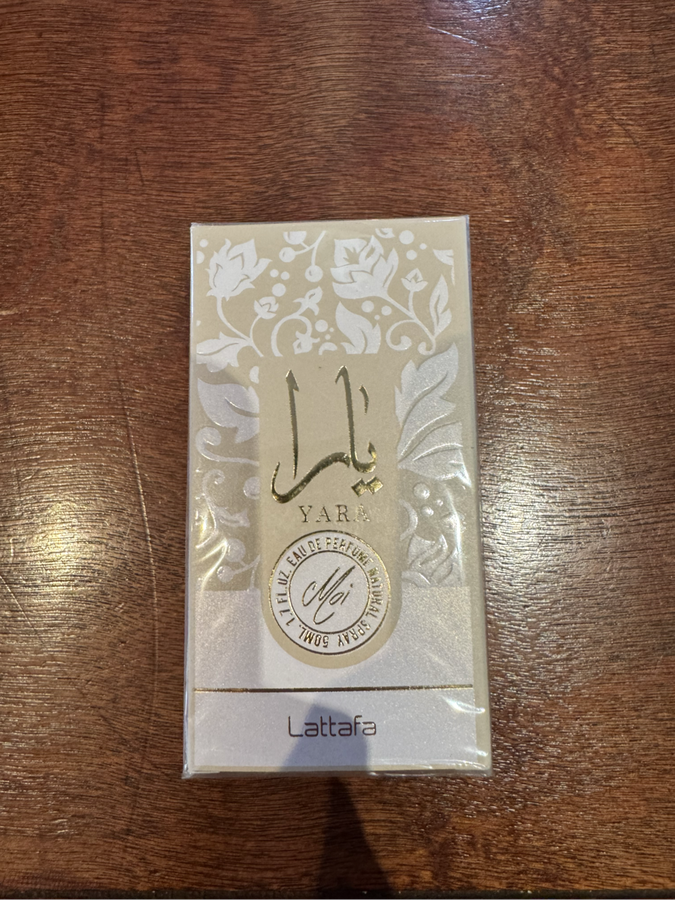 يارا
YARA
EAU DE PERFUME NATURAL SPRAY 50ML. 1.7 FL.OZ.
Moi
Lattafa